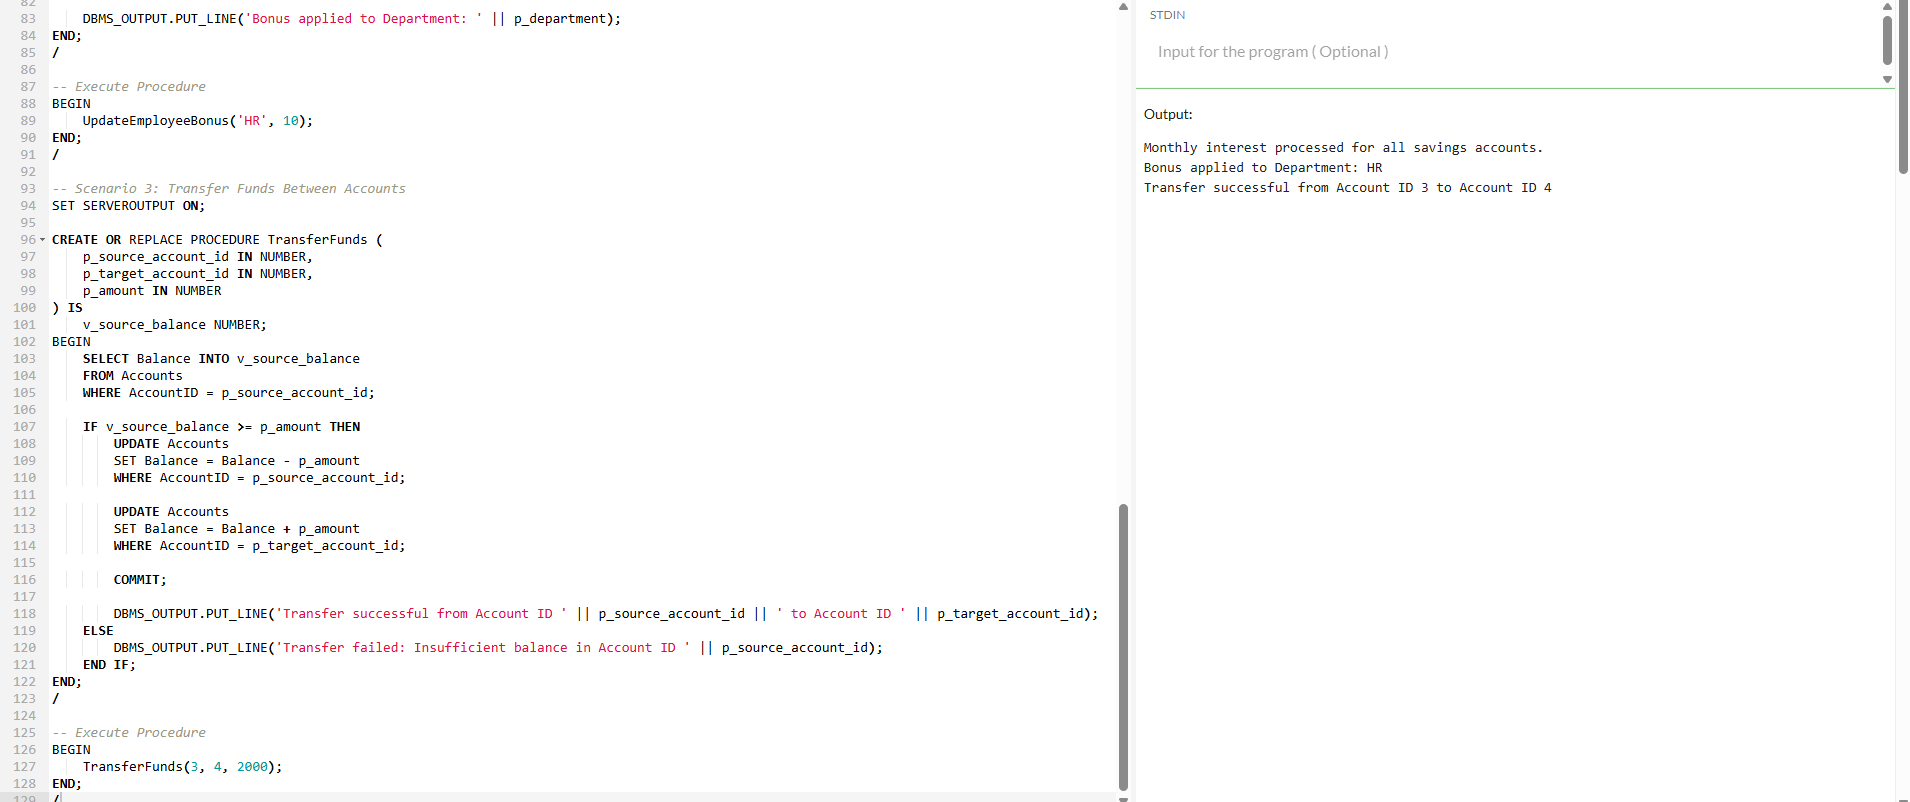 82
83     DBMS_OUTPUT.PUT_LINE('Bonus applied to Department: ' || p_department);
84 END;
85 /
86
87 -- Execute Procedure
88 BEGIN
89     UpdateEmployeeBonus('HR', 10);
90 END;
91 /
92
93 -- Scenario 3: Transfer Funds Between Accounts
94 SET SERVEROUTPUT ON;
95
96 CREATE OR REPLACE PROCEDURE TransferFunds (
97     p_source_account_id IN NUMBER,
98     p_target_account_id IN NUMBER,
99     p_amount IN NUMBER
100 ) IS
101     v_source_balance NUMBER;
102 BEGIN
103     SELECT Balance INTO v_source_balance
104     FROM Accounts
105     WHERE AccountID = p_source_account_id;
106
107     IF v_source_balance >= p_amount THEN
108         UPDATE Accounts
109         SET Balance = Balance - p_amount
110         WHERE AccountID = p_source_account_id;
111
112         UPDATE Accounts
113         SET Balance = Balance + p_amount
114         WHERE AccountID = p_target_account_id;
115
116         COMMIT;
117
118         DBMS_OUTPUT.PUT_LINE('Transfer successful from Account ID ' || p_source_account_id || ' to Account ID ' || p_target_account_id);
119     ELSE
120         DBMS_OUTPUT.PUT_LINE('Transfer failed: Insufficient balance in Account ID ' || p_source_account_id);
121     END IF;
122 END;
123 /
124
125 -- Execute Procedure
126 BEGIN
127     TransferFunds(3, 4, 2000);
128 END;
129 /
STDIN
Input for the program ( Optional )
Output:
Monthly interest processed for all savings accounts.
Bonus applied to Department: HR
Transfer successful from Account ID 3 to Account ID 4